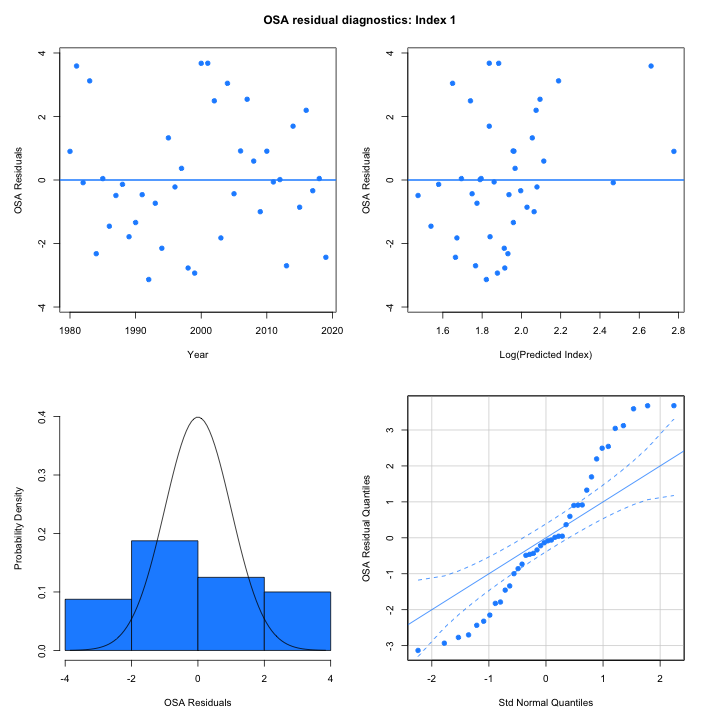 OSA residual diagnostics: Index 1
4
2
0
-2
-4
OSA Residuals
1980 1990 2000 2010 2020
Year
4
2
0
-2
-4
OSA Residuals
1.6 1.8 2.0 2.2 2.4 2.6 2.8
Log(Predicted Index)
0.4
0.3
0.2
0.1
0.0
Probability Density
-4 -2 0 2 4
OSA Residuals
3
2
1
0
-1
-2
-3
OSA Residual Quantiles
-2 -1 0 1 2
Std Normal Quantiles